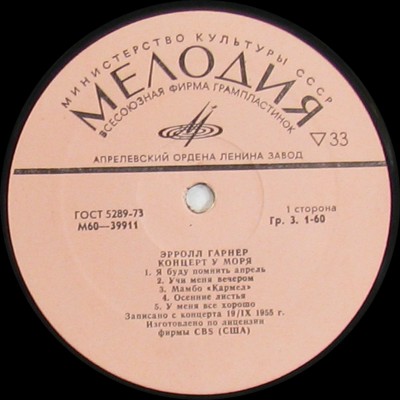 МИНИСТЕРСТВО КУЛЬТУРЫ СССР
МЕЛОДИЯ
ВСЕСОЮЗНАЯ ФИРМА ГРАМПЛАСТИНОК
▽33
АПРЕЛЕВСКИЙ ОРДЕНА ЛЕНИНА ЗАВОД
ГОСТ 5289-73
М60—39911
1 сторона
Гр. 3. 1-60
ЭРРОЛЛ ГАРНЕР
КОНЦЕРТ У МОРЯ
1. Я буду помнить апрель
2. Учи меня вечером
3. Мамбо «Кармел»
4. Осенние листья
5. У меня все хорошо
Записано с концерта 19/IX 1955 г.
Изготовлено по лицензии
фирмы CBS (США)